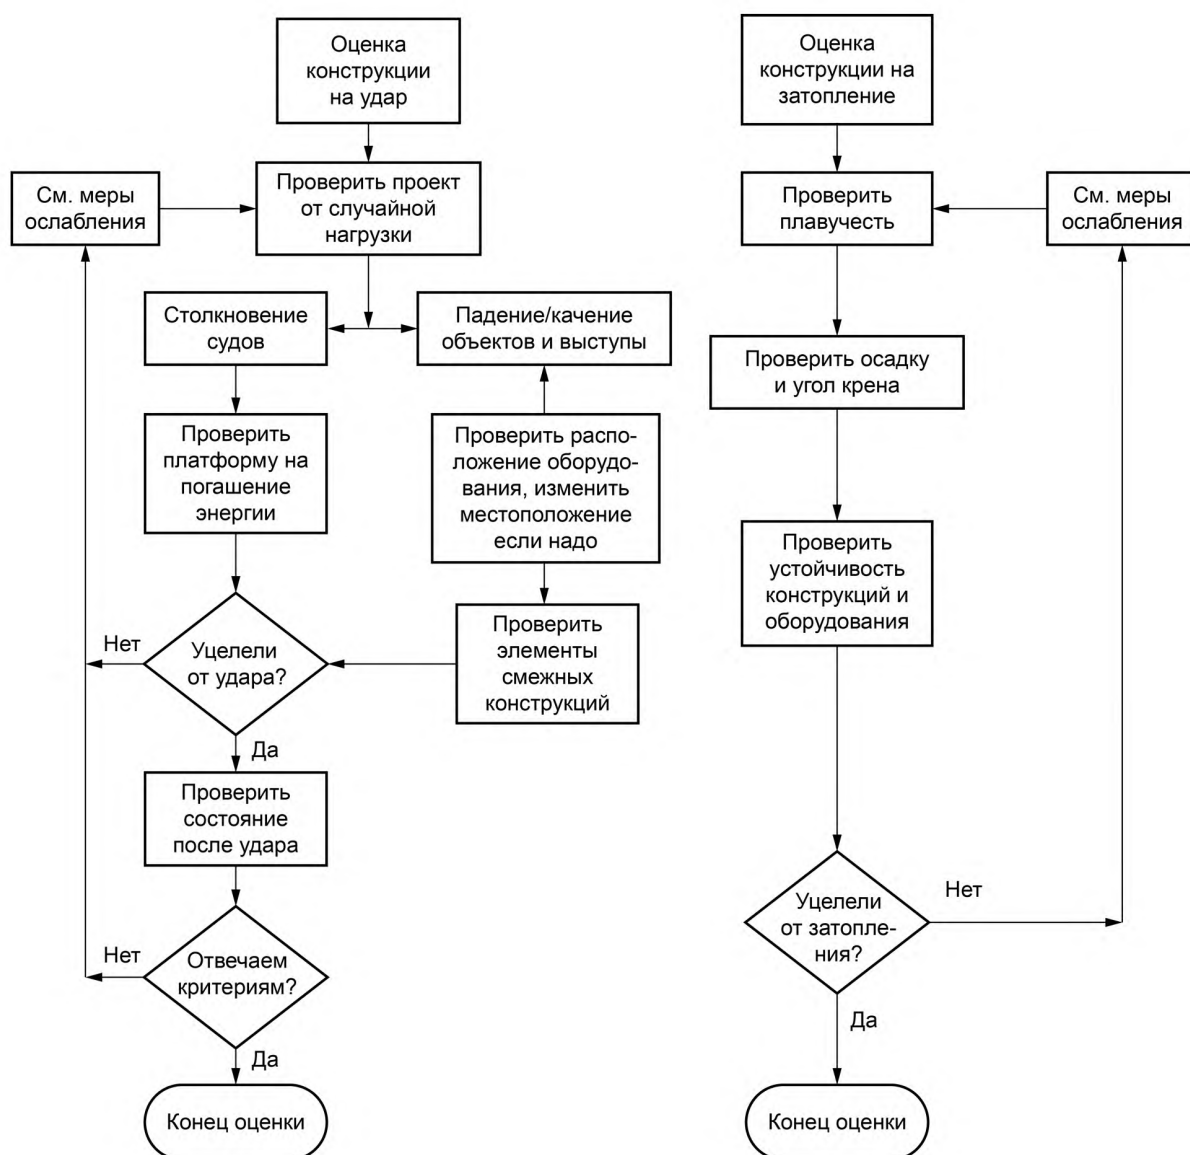 Оценка
конструкции
на удар
См. меры
ослабления
Проверить проект
от случайной
нагрузки
Столкновение
судов
Падение/качение
объектов и выступы
Проверить
платформу на
погашение
энергии
Проверить распо-
ложение оборудо-
вания, изменить
местоположение
если надо
Нет
Уцелели
от удара?
Проверить
элементы
смежных
конструкций
Да
Проверить
состояние
после удара
Нет
Отвечаем
критериям?
Да
Конец оценки
Оценка
конструкции на
затопление
Проверить
плавучесть
См. меры
ослабления
Проверить осадку
и угол крена
Проверить
устойчивость
конструкций и
оборудования
Уцелели
от затопле-
ния?
Нет
Да
Конец оценки